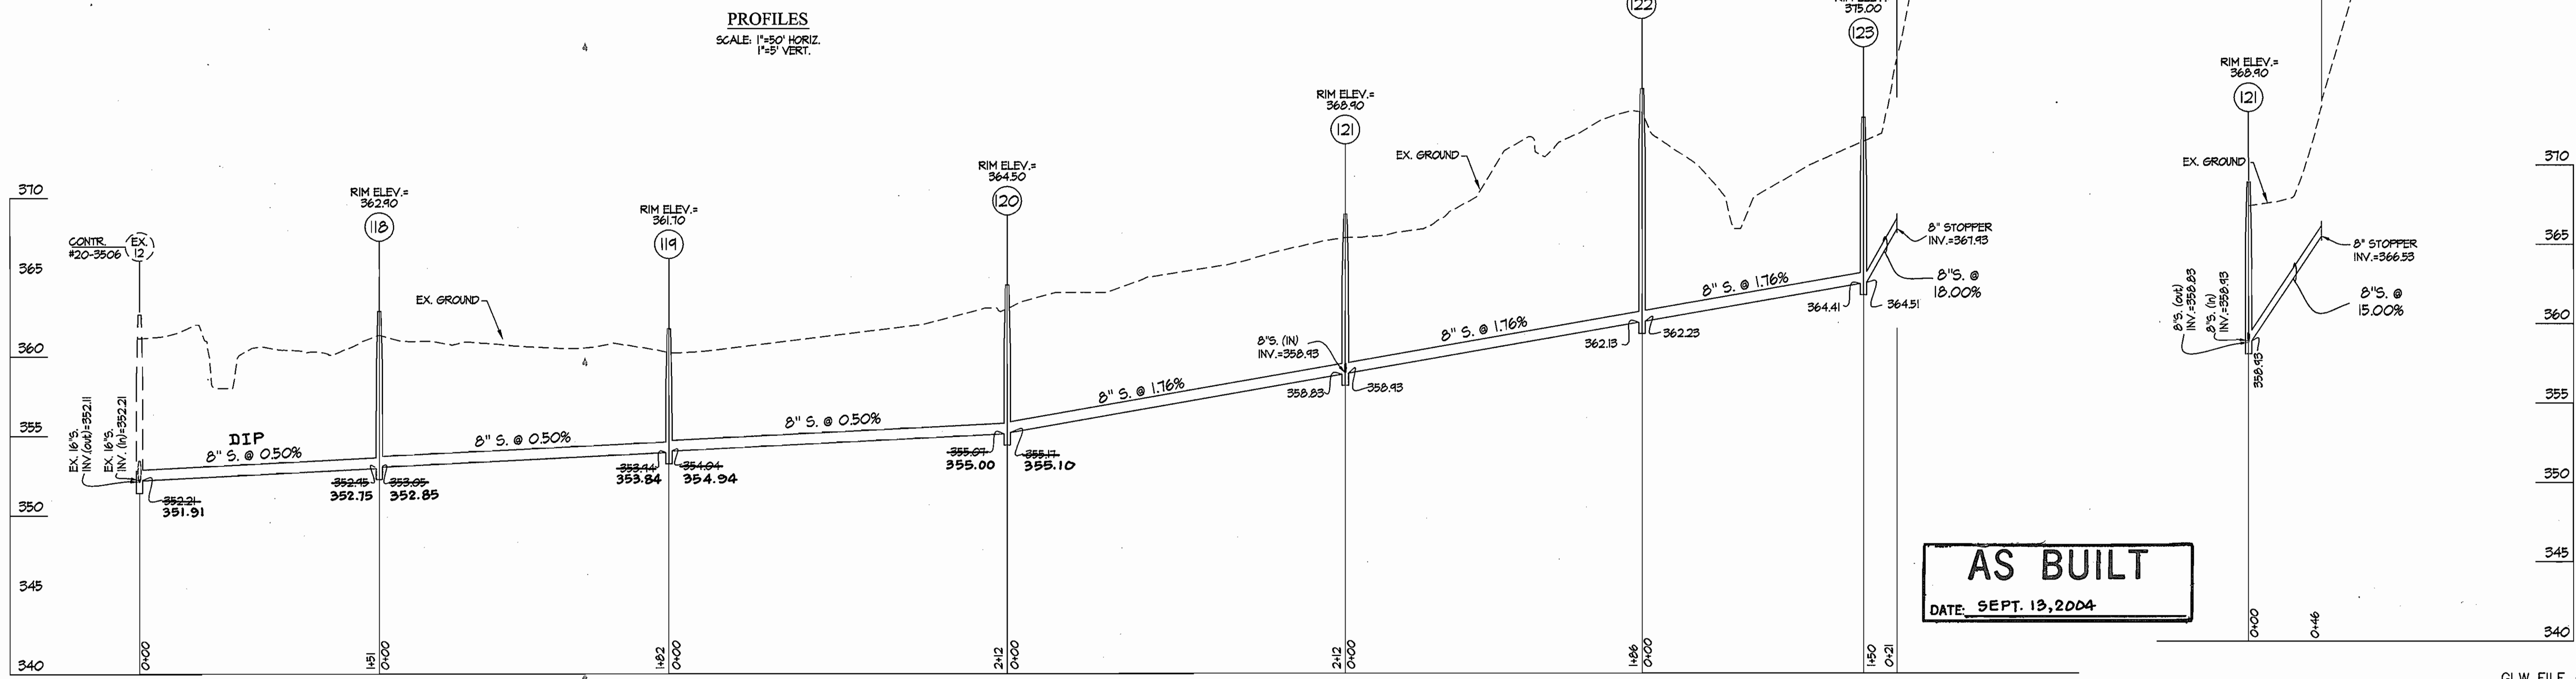 PROFILES
SCALE: 1"=50' HORIZ.
1"=5' VERT.
122
375.00
123
RIM ELEV.=
368.90
121
RIM ELEV.=
368.90
121
EX. GROUND
EX. GROUND
RIM ELEV.=
364.50
120
RIM ELEV.=
362.90
118
RIM ELEV.=
361.70
119
CONTR.
#20-3506
EX.
12
EX. GROUND
370
365
360
355
350
345
340
EX. 16"S.
INV.(out)=352.11
EX. 16"S.
INV. (In)=352.21
DIP
8" S. @ 0.50%
8" S. @ 0.50%
8" S. @ 0.50%
8" S. @ 1.76%
8" S. @ 1.76%
8" S. @ 1.76%
352.21
351.91
352.95
352.75
353.05
352.85
353.94
353.84
354.04
354.94
355.07
355.00
355.17
355.10
8"S. (IN)
INV.=358.93
358.83
358.93
362.13
362.23
364.41
364.51
8" STOPPER
INV.=367.93
8"S. @
18.00%
8"S. (out)
INV.=358.83
8"S. (In)
INV.=358.93
358.93
8" STOPPER
INV.=366.53
8"S. @
15.00%
370
365
360
355
350
345
340
AS BUILT
DATE: SEPT. 13,2004
0+00
1+51
0+00
1+82
0+00
2+12
0+00
2+12
0+00
1+86
0+00
1+50
0+21
0+00
0+46